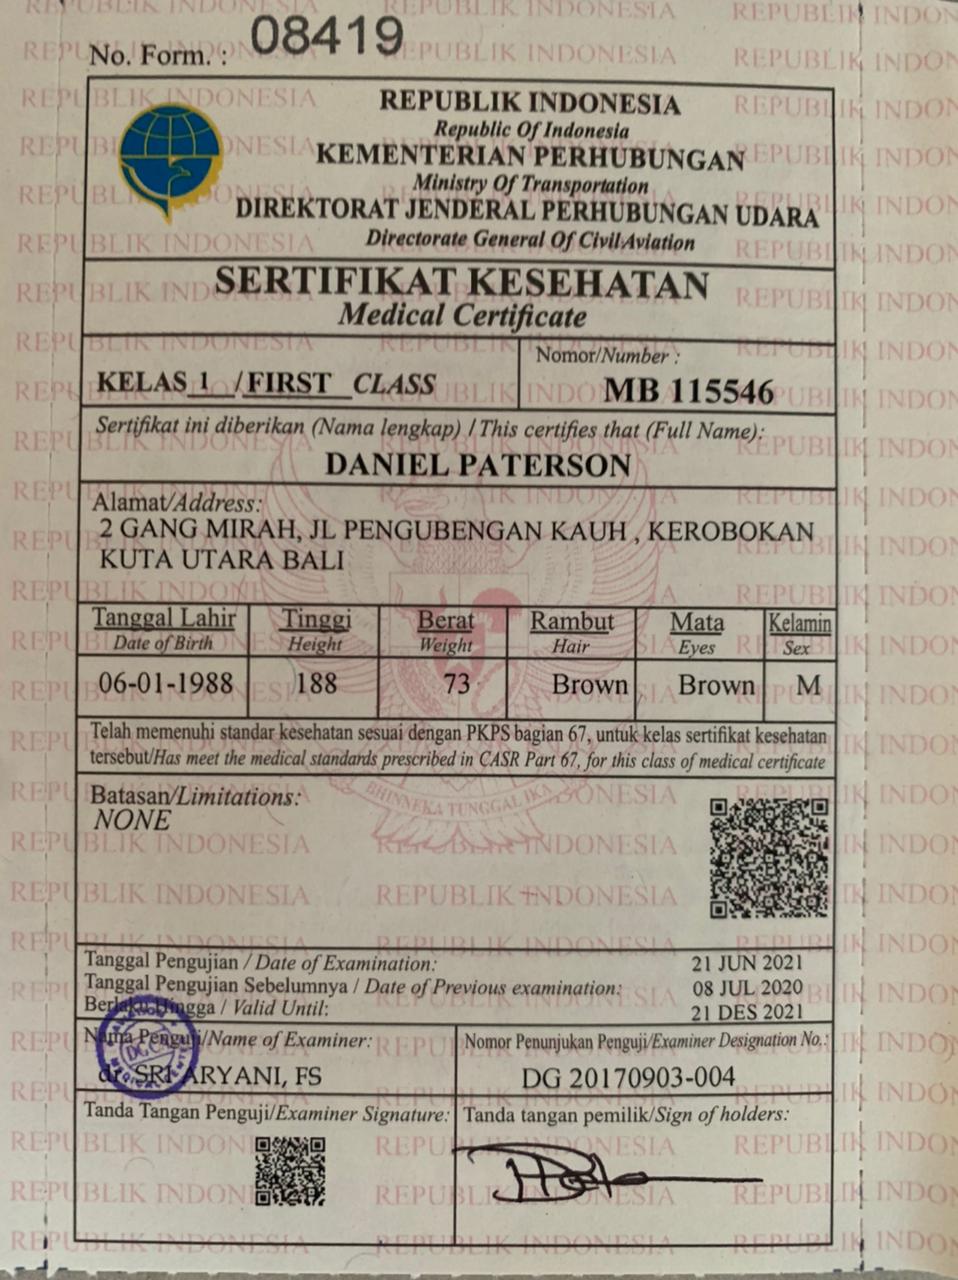 No. Form. : 08419
REPUBLIK INDONESIA
Republic Of Indonesia
KEMENTERIAN PERHUBUNGAN
Ministry Of Transportation
DIREKTORAT JENDERAL PERHUBUNGAN UDARA
Directorate General Of Civil Aviation
SERTIFIKAT KESEHATAN
Medical Certificate
KELAS 1 /FIRST CLASS
Nomor/Number :
MB 115546
Sertifikat ini diberikan (Nama lengkap) / This certifies that (Full Name):
DANIEL PATERSON
Alamat/Address:
2 GANG MIRAH, JL PENGUBENGAN KAUH , KEROBOKAN
KUTA UTARA BALI
Tanggal Lahir Tinggi Berat Rambut Mata Kelamin
Date of Birth Height Weight Hair Eyes Sex
06-01-1988 188 73 Brown Brown M
Telah memenuhi standar kesehatan sesuai dengan PKPS bagian 67, untuk kelas sertifikat kesehatan
tersebut/Has meet the medical standards prescribed in CASR Part 67, for this class of medical certificate
Batasan/Limitations:
NONE
BHINNEKA TUNGGAL IKA
Tanggal Pengujian / Date of Examination: 21 JUN 2021
Tanggal Pengujian Sebelumnya / Date of Previous examination: 08 JUL 2020
Berlaku Hingga / Valid Until: 21 DES 2021
Nama Penguji/Name of Examiner:
dr. SRI ARYANI, FS
Nomor Penunjukan Penguji/Examiner Designation No.:
DG 20170903-004
Tanda Tangan Penguji/Examiner Signature:
Tanda tangan pemilik/Sign of holders: